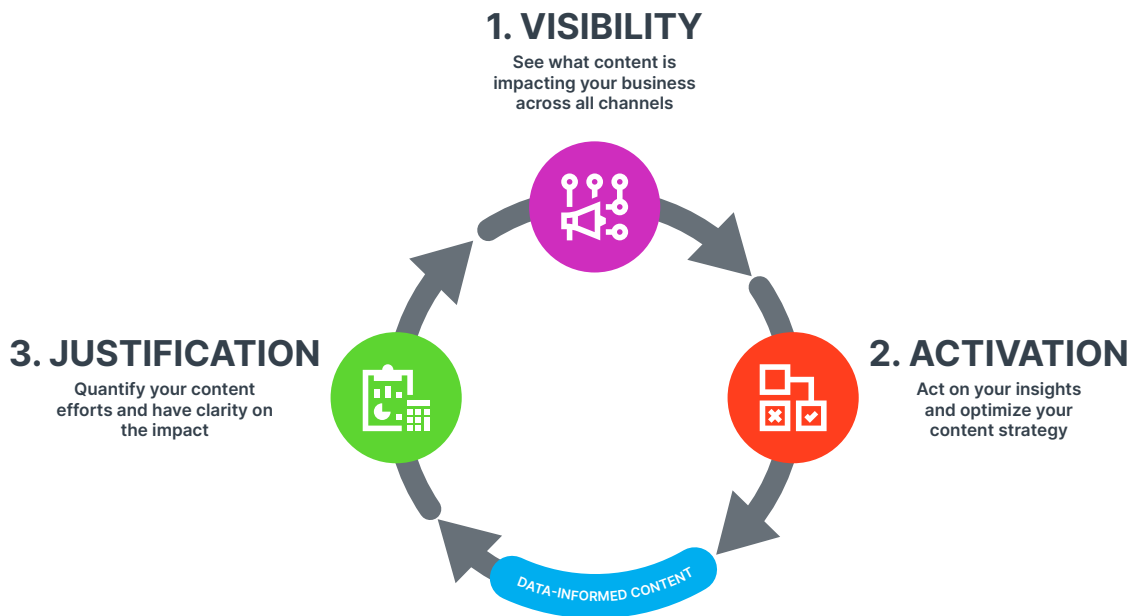 1. VISIBILITY
See what content is
impacting your business
across all channels
2. ACTIVATION
Act on your insights
and optimize your
content strategy
DATA-INFORMED CONTENT
3. JUSTIFICATION
Quantify your content
efforts and have clarity on
the impact